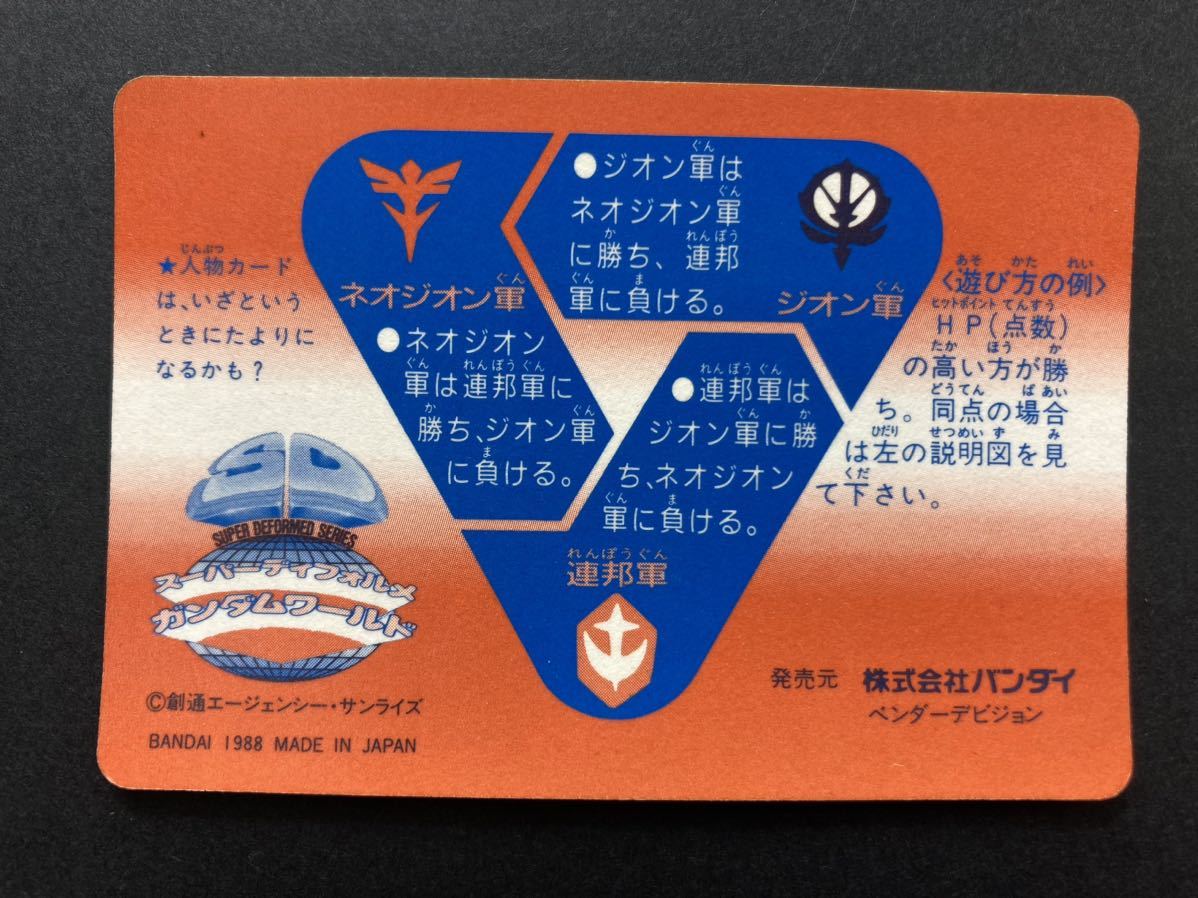 ★人物カード
は、いざという
ときにたよりに
なるかも?
ネオジオン軍
●ネオジオン
軍は連邦軍に
勝ち、ジオン軍
に負ける。
●ジオン軍は
ネオジオン軍
に勝ち、連邦
軍に負ける。
ジオン軍
●連邦軍は
ジオン軍に勝
ち、ネオジオン
軍に負ける。
連邦軍
〈遊び方の例〉
HP(点数)
の高い方が勝
ち。同点の場合
は左の説明図を見
て下さい。
SD
SUPER DEFORMED SERIES
スーパーディフォルメ
ガンダムワールド
©創通エージェンシー・サンライズ
BANDAI 1988 MADE IN JAPAN
発売元 株式会社バンダイ
ベンダーデビジョン